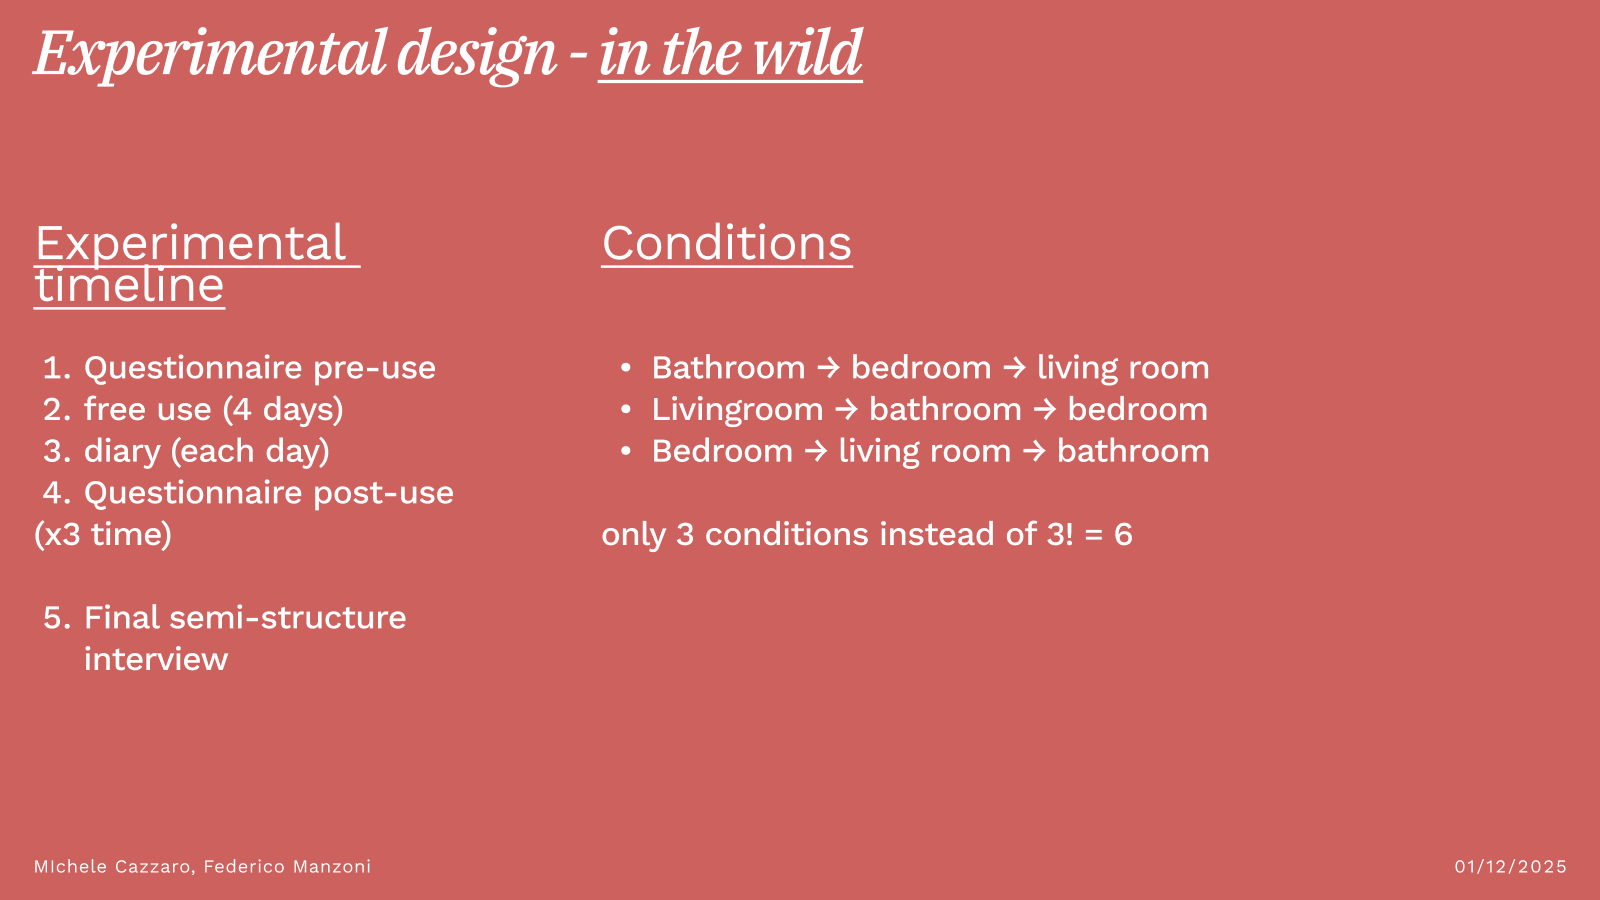 Experimental design - in the wild
Experimental
timeline
1. Questionnaire pre-use
2. free use (4 days)
3. diary (each day)
4. Questionnaire post-use
(x3 time)
5. Final semi-structure
interview
Conditions
• Bathroom → bedroom → living room
• Livingroom → bathroom → bedroom
• Bedroom → living room → bathroom
only 3 conditions instead of 3! = 6
MIchele Cazzaro, Federico Manzoni
01/12/2025